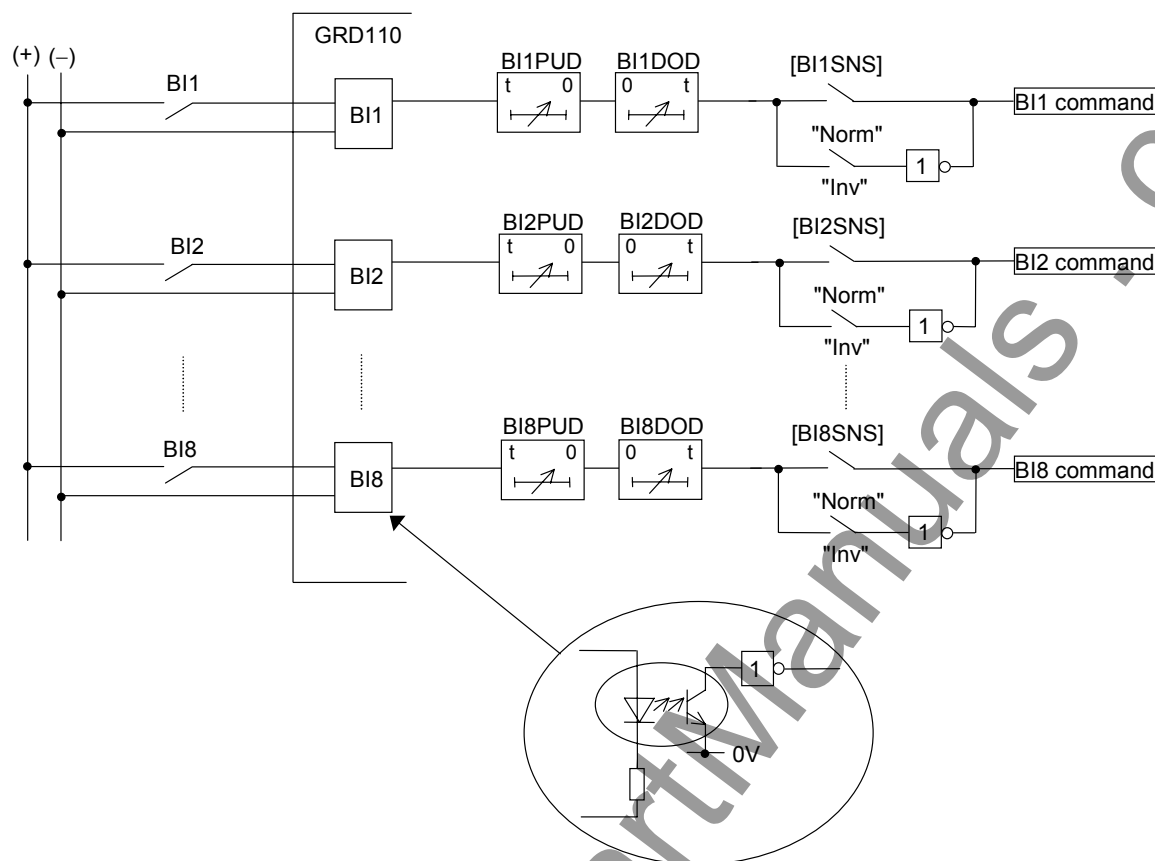 GRD110
(+) (−)
BI1
BI1
BI1PUD
t 0
BI1DOD
0 t
[BI1SNS]
"Norm"
"Inv"
1
BI1 command
BI2
BI2
BI2PUD
t 0
BI2DOD
0 t
[BI2SNS]
"Norm"
"Inv"
1
BI2 command
BI8
BI8
BI8PUD
t 0
BI8DOD
0 t
[BI8SNS]
"Norm"
"Inv"
1
BI8 command
1
0V
artManuals .